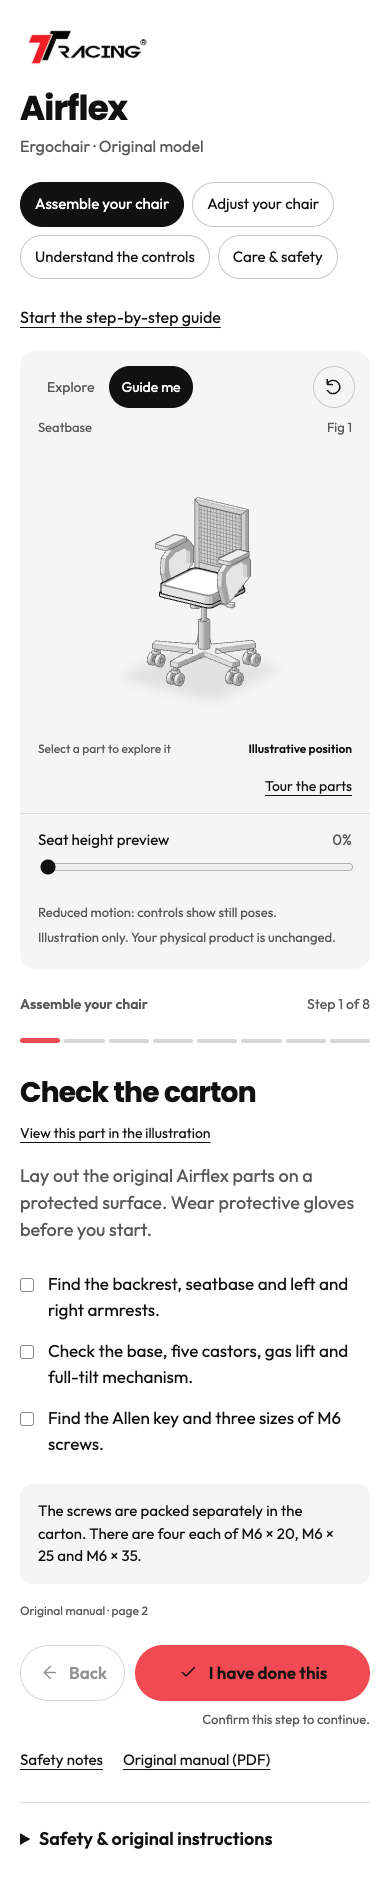 TTRACING®
Airflex
Ergochair · Original model
Assemble your chair
Adjust your chair
Understand the controls
Care & safety
Start the step-by-step guide
Explore
Guide me
Seatbase
Fig 1
Select a part to explore it
Illustrative position
Tour the parts
Seat height preview
0%
Reduced motion: controls show still poses.
Illustration only. Your physical product is unchanged.
Assemble your chair
Step 1 of 8
Check the carton
View this part in the illustration
Lay out the original Airflex parts on a
protected surface. Wear protective gloves
before you start.
Find the backrest, seatbase and left and
right armrests.
Check the base, five castors, gas lift and
full-tilt mechanism.
Find the Allen key and three sizes of M6
screws.
The screws are packed separately in the
carton. There are four each of M6 × 20, M6 ×
25 and M6 × 35.
Original manual · page 2
Back
I have done this
Confirm this step to continue.
Safety notes
Original manual (PDF)
Safety & original instructions